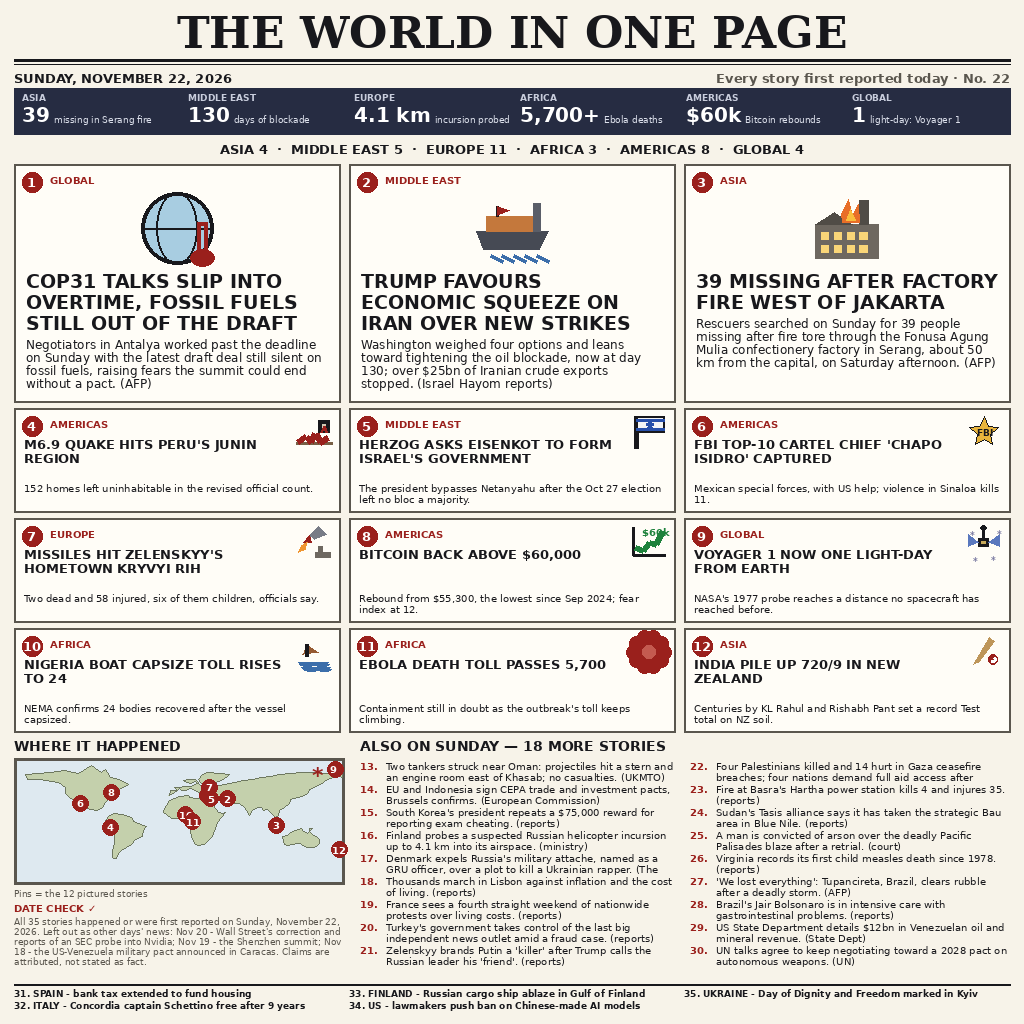 THE WORLD IN ONE PAGE
SUNDAY, NOVEMBER 22, 2026
Every story first reported today · No. 22
ASIA
39 missing in Serang fire
MIDDLE EAST
130 days of blockade
EUROPE
4.1 km incursion probed
AFRICA
5,700+ Ebola deaths
AMERICAS
$60k Bitcoin rebounds
GLOBAL
1 light-day: Voyager 1
ASIA 4 · MIDDLE EAST 5 · EUROPE 11 · AFRICA 3 · AMERICAS 8 · GLOBAL 4
1 GLOBAL
COP31 TALKS SLIP INTO
OVERTIME, FOSSIL FUELS
STILL OUT OF THE DRAFT
Negotiators in Antalya worked past the deadline
on Sunday with the latest draft deal still silent on
fossil fuels, raising fears the summit could end
without a pact. (AFP)
2 MIDDLE EAST
TRUMP FAVOURS
ECONOMIC SQUEEZE ON
IRAN OVER NEW STRIKES
Washington weighed four options and leans
toward tightening the oil blockade, now at day
130; over $25bn of Iranian crude exports
stopped. (Israel Hayom reports)
3 ASIA
39 MISSING AFTER FACTORY
FIRE WEST OF JAKARTA
Rescuers searched on Sunday for 39 people
missing after fire tore through the Fonusa Agung
Mulia confectionery factory in Serang, about 50
km from the capital, on Saturday afternoon. (AFP)
4 AMERICAS
M6.9 QUAKE HITS PERU'S JUNIN
REGION
152 homes left uninhabitable in the revised official count.
5 MIDDLE EAST
HERZOG ASKS EISENKOT TO FORM
ISRAEL'S GOVERNMENT
The president bypasses Netanyahu after the Oct 27 election
left no bloc a majority.
6 AMERICAS
FBI
FBI TOP-10 CARTEL CHIEF 'CHAPO
ISIDRO' CAPTURED
Mexican special forces, with US help; violence in Sinaloa kills
11.
7 EUROPE
MISSILES HIT ZELENSKYY'S
HOMETOWN KRYVYI RIH
Two dead and 58 injured, six of them children, officials say.
8 AMERICAS
$60k
BITCOIN BACK ABOVE $60,000
Rebound from $55,300, the lowest since Sep 2024; fear
index at 12.
9 GLOBAL
VOYAGER 1 NOW ONE LIGHT-DAY
FROM EARTH
NASA's 1977 probe reaches a distance no spacecraft has
reached before.
10 AFRICA
NIGERIA BOAT CAPSIZE TOLL RISES
TO 24
NEMA confirms 24 bodies recovered after the vessel
capsized.
11 AFRICA
EBOLA DEATH TOLL PASSES 5,700
Containment still in doubt as the outbreak's toll keeps
climbing.
12 ASIA
INDIA PILE UP 720/9 IN NEW
ZEALAND
Centuries by KL Rahul and Rishabh Pant set a record Test
total on NZ soil.
WHERE IT HAPPENED
* 9
7
8
6
5 2
10
11
4
3
12
Pins = the 12 pictured stories
DATE CHECK ✓
All 35 stories happened or were first reported on Sunday, November 22,
2026. Left out as other days' news: Nov 20 - Wall Street's correction and
reports of an SEC probe into Nvidia; Nov 19 - the Shenzhen summit; Nov
18 - the US-Venezuela military pact announced in Caracas. Claims are
attributed, not stated as fact.
ALSO ON SUNDAY — 18 MORE STORIES
13. Two tankers struck near Oman: projectiles hit a stern and
an engine room east of Khasab; no casualties. (UKMTO)
14. EU and Indonesia sign CEPA trade and investment pacts,
Brussels confirms. (European Commission)
15. South Korea's president repeats a $75,000 reward for
reporting exam cheating. (reports)
16. Finland probes a suspected Russian helicopter incursion
up to 4.1 km into its airspace. (ministry)
17. Denmark expels Russia's military attache, named as a
GRU officer, over a plot to kill a Ukrainian rapper. (The
18. Thousands march in Lisbon against inflation and the cost
of living. (reports)
19. France sees a fourth straight weekend of nationwide
protests over living costs. (reports)
20. Turkey's government takes control of the last big
independent news outlet amid a fraud case. (reports)
21. Zelenskyy brands Putin a 'killer' after Trump calls the
Russian leader his 'friend'. (reports)
22. Four Palestinians killed and 14 hurt in Gaza ceasefire
breaches; four nations demand full aid access after
23. Fire at Basra's Hartha power station kills 4 and injures 35.
(reports)
24. Sudan's Tasis alliance says it has taken the strategic Bau
area in Blue Nile. (reports)
25. A man is convicted of arson over the deadly Pacific
Palisades blaze after a retrial. (court)
26. Virginia records its first child measles death since 1978.
(reports)
27. 'We lost everything': Tupancireta, Brazil, clears rubble
after a deadly storm. (AFP)
28. Brazil's Jair Bolsonaro is in intensive care with
gastrointestinal problems. (reports)
29. US State Department details $12bn in Venezuelan oil and
mineral revenue. (State Dept)
30. UN talks agree to keep negotiating toward a 2028 pact on
autonomous weapons. (UN)
31. SPAIN - bank tax extended to fund housing
32. ITALY - Concordia captain Schettino free after 9 years
33. FINLAND - Russian cargo ship ablaze in Gulf of Finland
34. US - lawmakers push ban on Chinese-made AI models
35. UKRAINE - Day of Dignity and Freedom marked in Kyiv